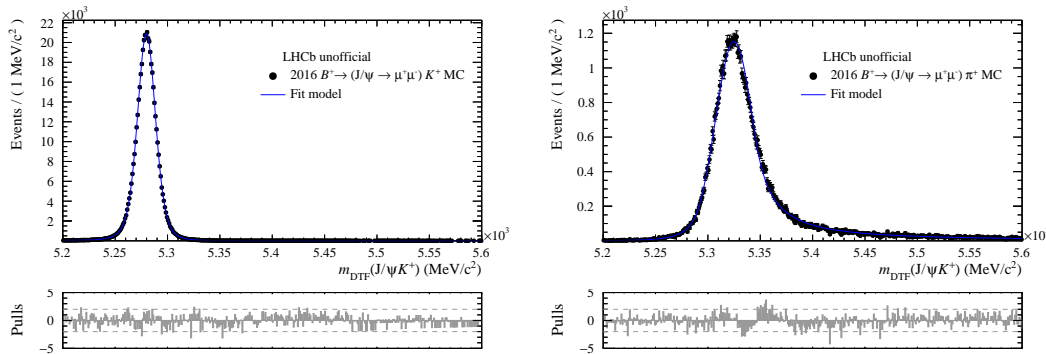 ×10³
22
20
18
16
14
12
10
8
6
4
2
Events / ( 1 MeV/c²)
LHCb unofficial
2016 B⁺→ (J/ψ → μ⁺μ⁻) K⁺ MC
Fit model
5.2 5.25 5.3 5.35 5.4 5.45 5.5 5.55 5.6
×10³
m_DTF(J/ψK⁺) (MeV/c²)
Pulls
5
0
−5
×10³
1.2
1
0.8
0.6
0.4
0.2
Events / ( 1 MeV/c²)
LHCb unofficial
2016 B⁺→ (J/ψ → μ⁺μ⁻) π⁺ MC
Fit model
5.2 5.25 5.3 5.35 5.4 5.45 5.5 5.55 5.6
×10
m_DTF(J/ψK⁺) (MeV/c²)
Pulls
5
0
−5